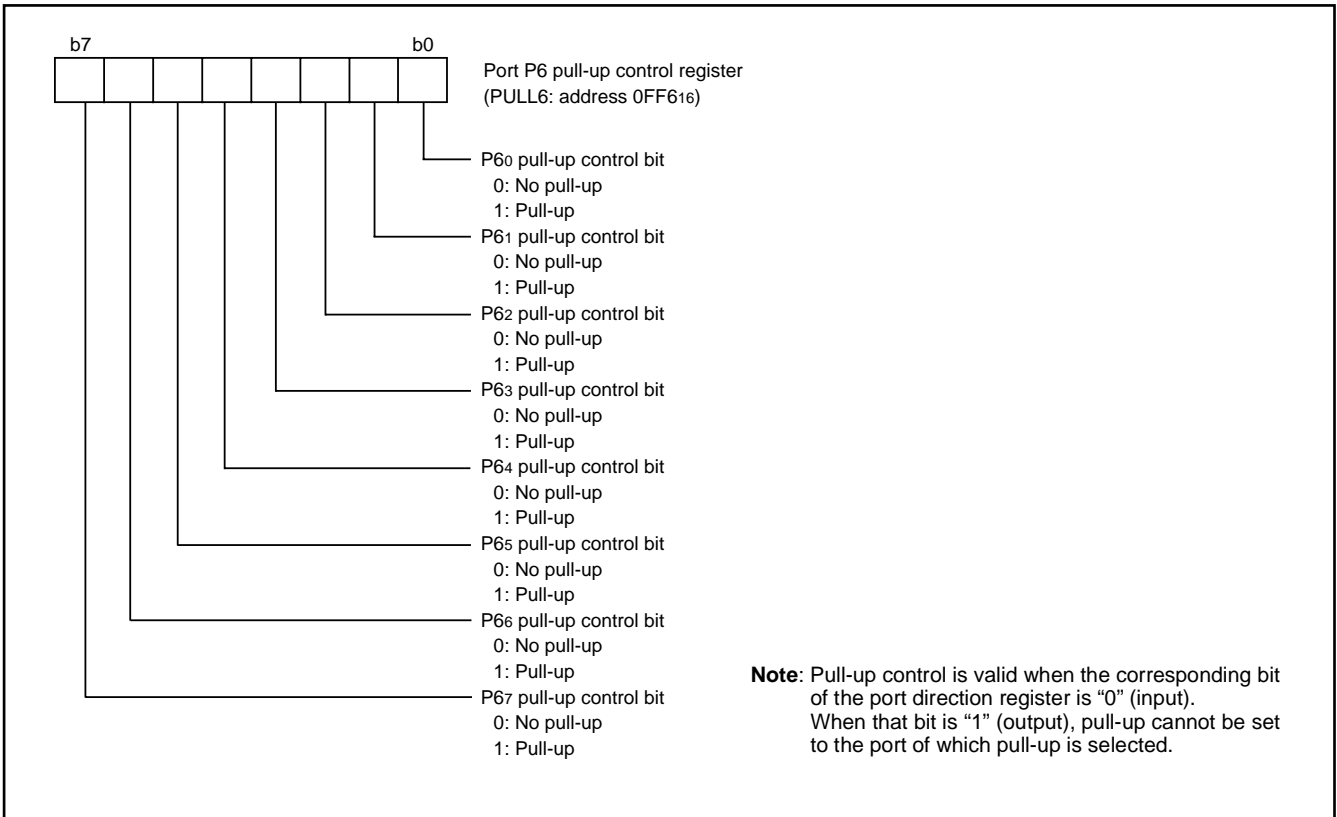 b7 b0
Port P6 pull-up control register
(PULL6: address 0FF616)
P60 pull-up control bit
0: No pull-up
1: Pull-up
P61 pull-up control bit
0: No pull-up
1: Pull-up
P62 pull-up control bit
0: No pull-up
1: Pull-up
P63 pull-up control bit
0: No pull-up
1: Pull-up
P64 pull-up control bit
0: No pull-up
1: Pull-up
P65 pull-up control bit
0: No pull-up
1: Pull-up
P66 pull-up control bit
0: No pull-up
1: Pull-up
P67 pull-up control bit
0: No pull-up
1: Pull-up
Note: Pull-up control is valid when the corresponding bit
of the port direction register is “0” (input).
When that bit is “1” (output), pull-up cannot be set
to the port of which pull-up is selected.